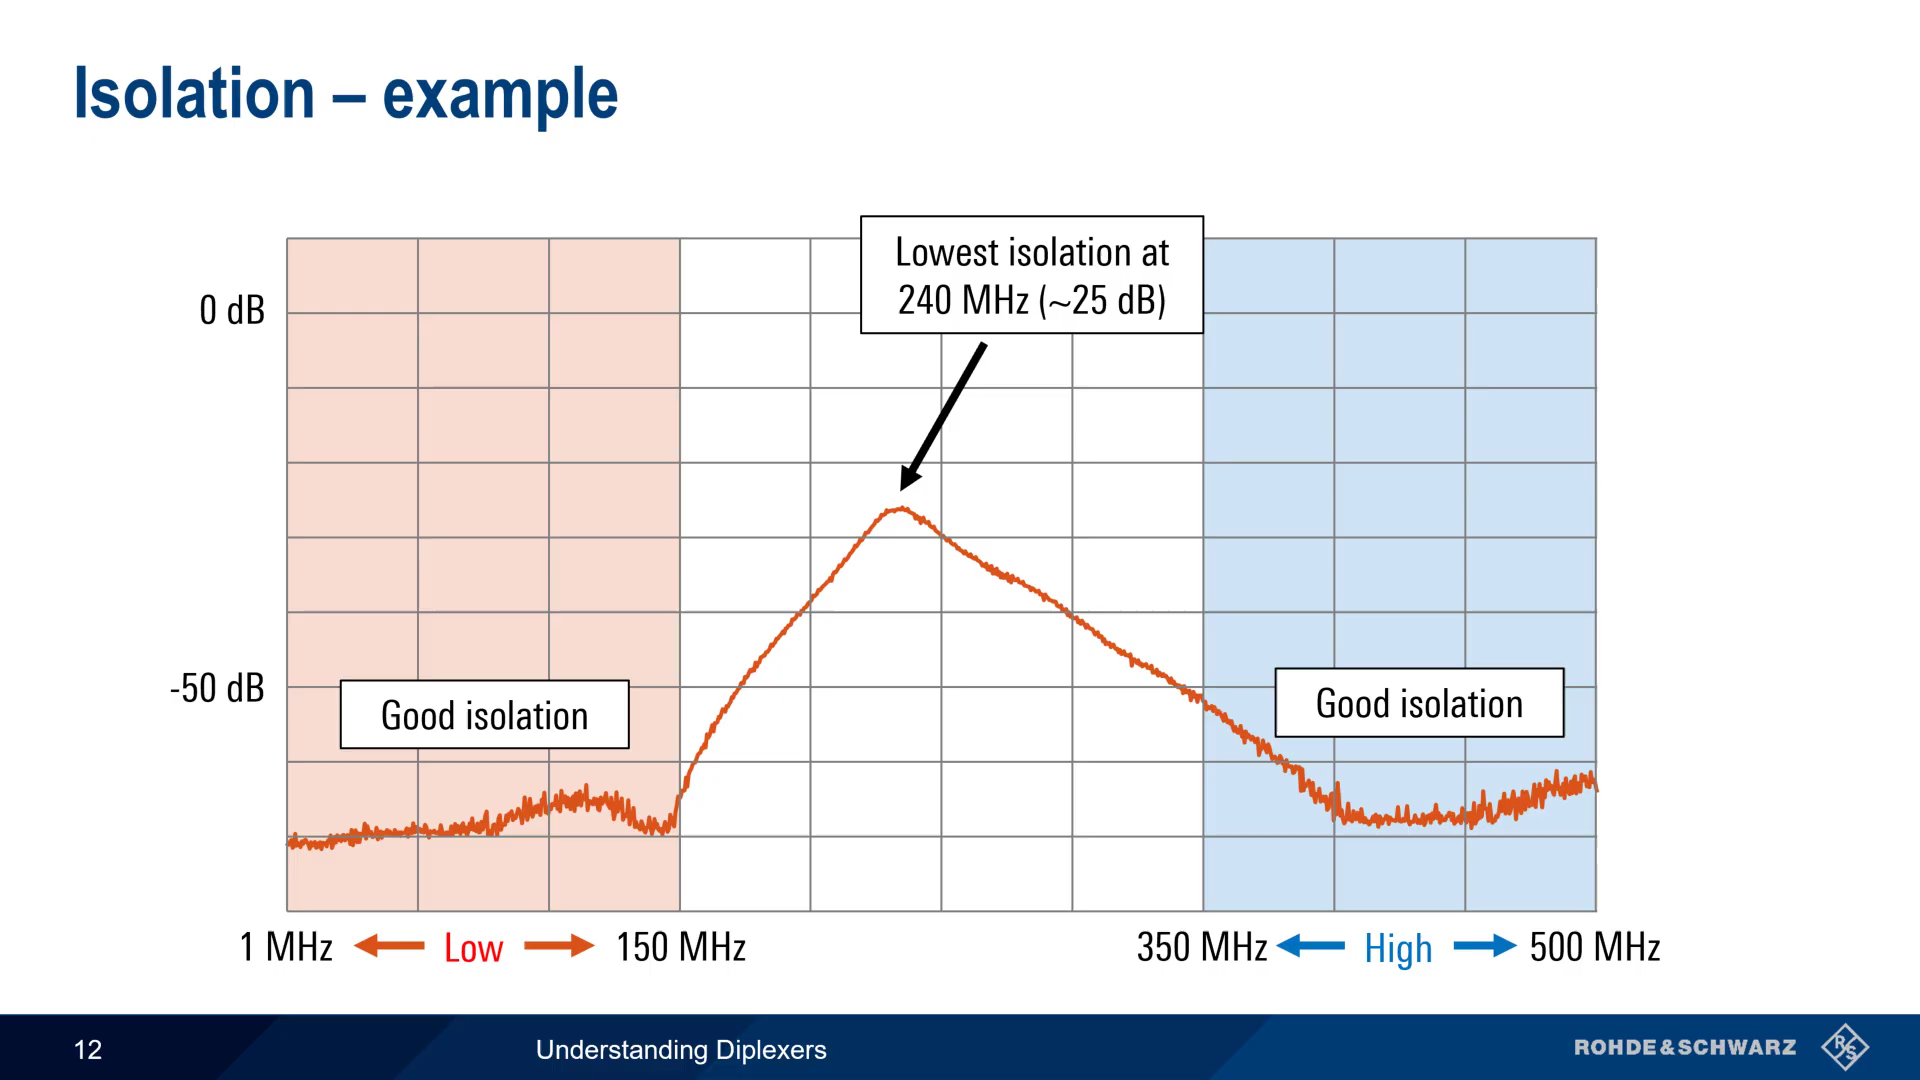 Isolation – example
Lowest isolation at
240 MHz (~25 dB)
0 dB
-50 dB
Good isolation
Good isolation
1 MHz
Low
150 MHz
350 MHz
High
500 MHz
12
Understanding Diplexers
ROHDE&SCHWARZ
R
S